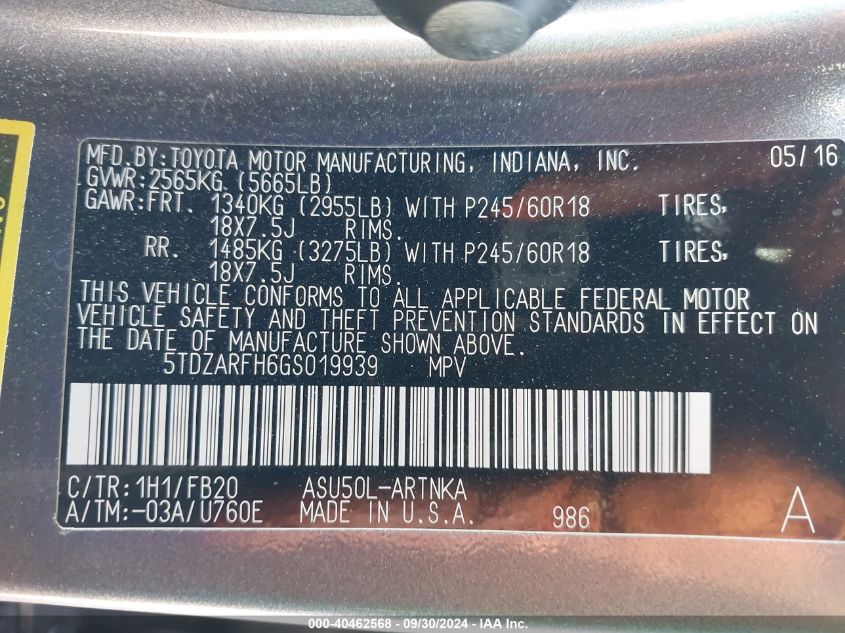 MFD.BY:TOYOTA MOTOR MANUFACTURING, INDIANA, INC. 05/16
GVWR:2565KG (5665LB)
GAWR:FRT. 1340KG (2955LB) WITH P245/60R18 TIRES,
18X7.5J RIMS.
RR. 1485KG (3275LB) WITH P245/60R18 TIRES,
18X7.5J RIMS.
THIS VEHICLE CONFORMS TO ALL APPLICABLE FEDERAL MOTOR
VEHICLE SAFETY AND THEFT PREVENTION STANDARDS IN EFFECT ON
THE DATE OF MANUFACTURE SHOWN ABOVE.
5TDZARFH6GS019939 MPV
C/TR:1H1/FB20 ASU50L-ARTNKA
A/TM:-03A/U760E MADE IN U.S.A. 986 A
000-40462568 - 09/30/2024 - IAA Inc.